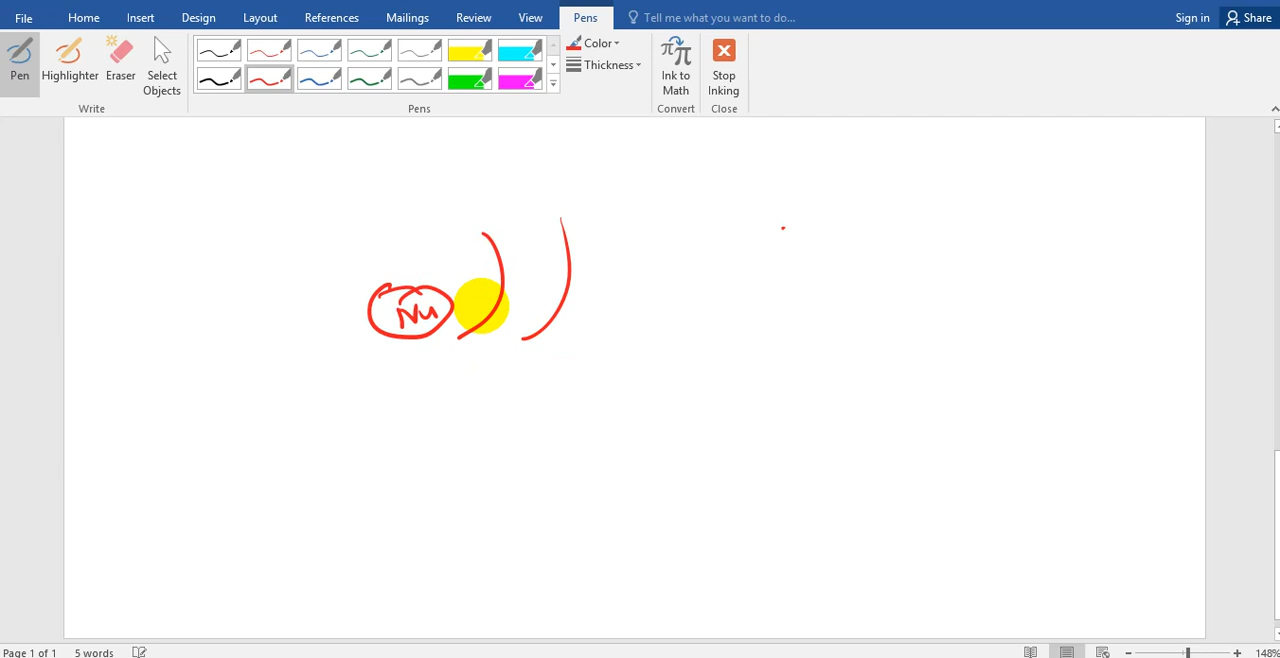 File Home Insert Design Layout References Mailings Review View Pens Tell me what you want to do... Sign in Share
Pen Highlighter Eraser Select Objects
Color
Thickness
Ink to Math
Stop Inking
Write Pens Convert Close
Nu
Page 1 of 1 5 words 148%